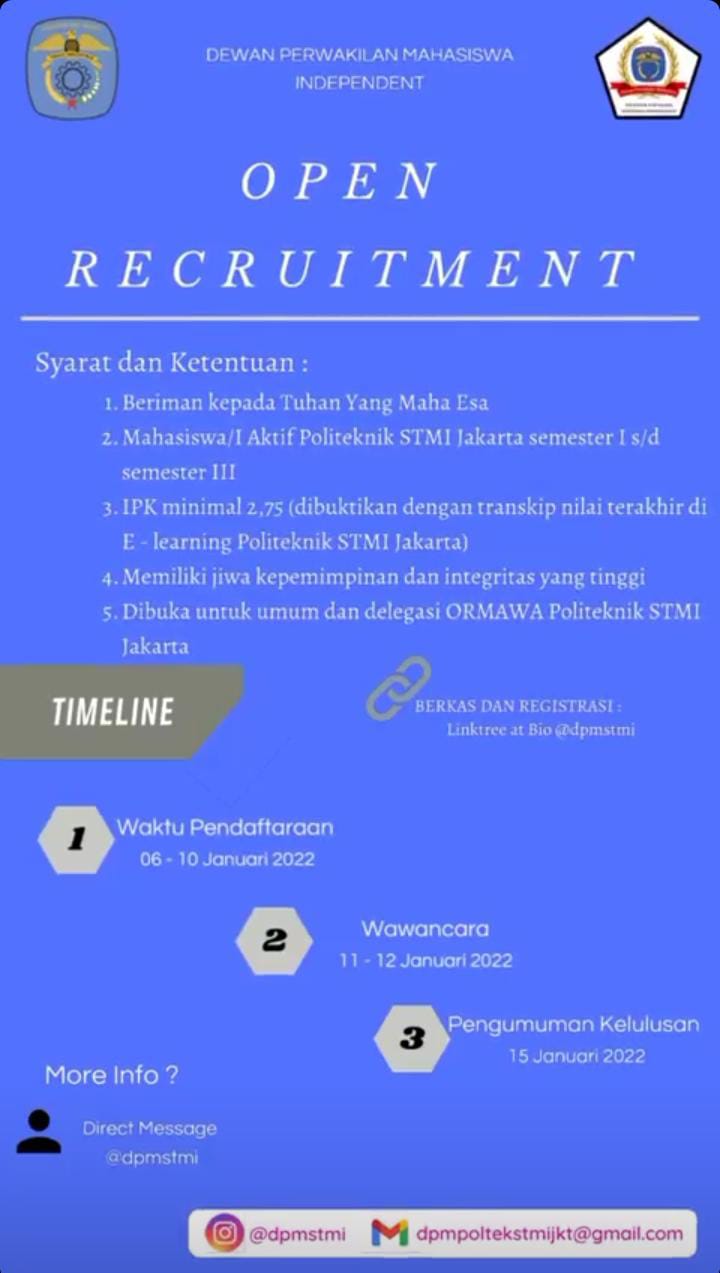 DEWAN PERWAKILAN MAHASISWA
INDEPENDENT
OPEN
RECRUITMENT
Syarat dan Ketentuan :
1. Beriman kepada Tuhan Yang Maha Esa
2. Mahasiswa/I Aktif Politeknik STMI Jakarta semester I s/d
semester III
3. IPK minimal 2,75 (dibuktikan dengan transkip nilai terakhir di
E - learning Politeknik STMI Jakarta)
4. Memiliki jiwa kepemimpinan dan integritas yang tinggi
5. Dibuka untuk umum dan delegasi ORMAWA Politeknik STMI
Jakarta
TIMELINE
BERKAS DAN REGISTRASI :
Linktree at Bio @dpmstmi
1
Waktu Pendaftaraan
06 - 10 Januari 2022
2
Wawancara
11 - 12 Januari 2022
3
Pengumuman Kelulusan
15 Januari 2022
More Info ?
Direct Message
@dpmstmi
@dpmstmi
dpmpoltekstmijkt@gmail.com